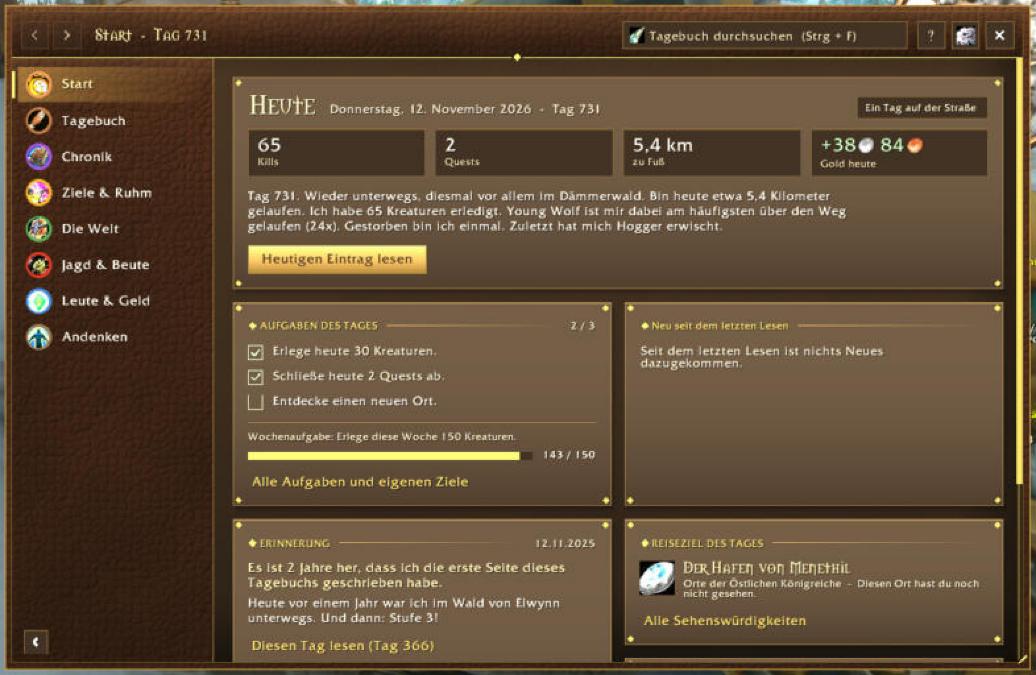 Start - Tag 731
Tagebuch durchsuchen (Strg + F)
?
Start
Tagebuch
Chronik
Ziele & Ruhm
Die Welt
Jagd & Beute
Leute & Geld
Andenken
Heute Donnerstag, 12. November 2026 - Tag 731
Ein Tag auf der Straße
65
Kills
2
Quests
5,4 km
zu Fuß
+38 84
Gold heute
Tag 731. Wieder unterwegs, diesmal vor allem im Dämmerwald. Bin heute etwa 5,4 Kilometer
gelaufen. Ich habe 65 Kreaturen erledigt. Young Wolf ist mir dabei am häufigsten über den Weg
gelaufen (24x). Gestorben bin ich einmal. Zuletzt hat mich Hogger erwischt.
Heutigen Eintrag lesen
Aufgaben des Tages 2 / 3
Erlege heute 30 Kreaturen.
Schließe heute 2 Quests ab.
Entdecke einen neuen Ort.
Wochenaufgabe: Erlege diese Woche 150 Kreaturen.
143 / 150
Alle Aufgaben und eigenen Ziele
Neu seit dem letzten Lesen
Seit dem letzten Lesen ist nichts Neues
dazugekommen.
Erinnerung 12.11.2025
Es ist 2 Jahre her, dass ich die erste Seite dieses
Tagebuchs geschrieben habe.
Heute vor einem Jahr war ich im Wald von Elwynn
unterwegs. Und dann: Stufe 3!
Diesen Tag lesen (Tag 366)
Reiseziel des Tages
Der Hafen von Menethil
Orte der Östlichen Königreiche - Diesen Ort hast du noch
nicht gesehen.
Alle Sehenswürdigkeiten